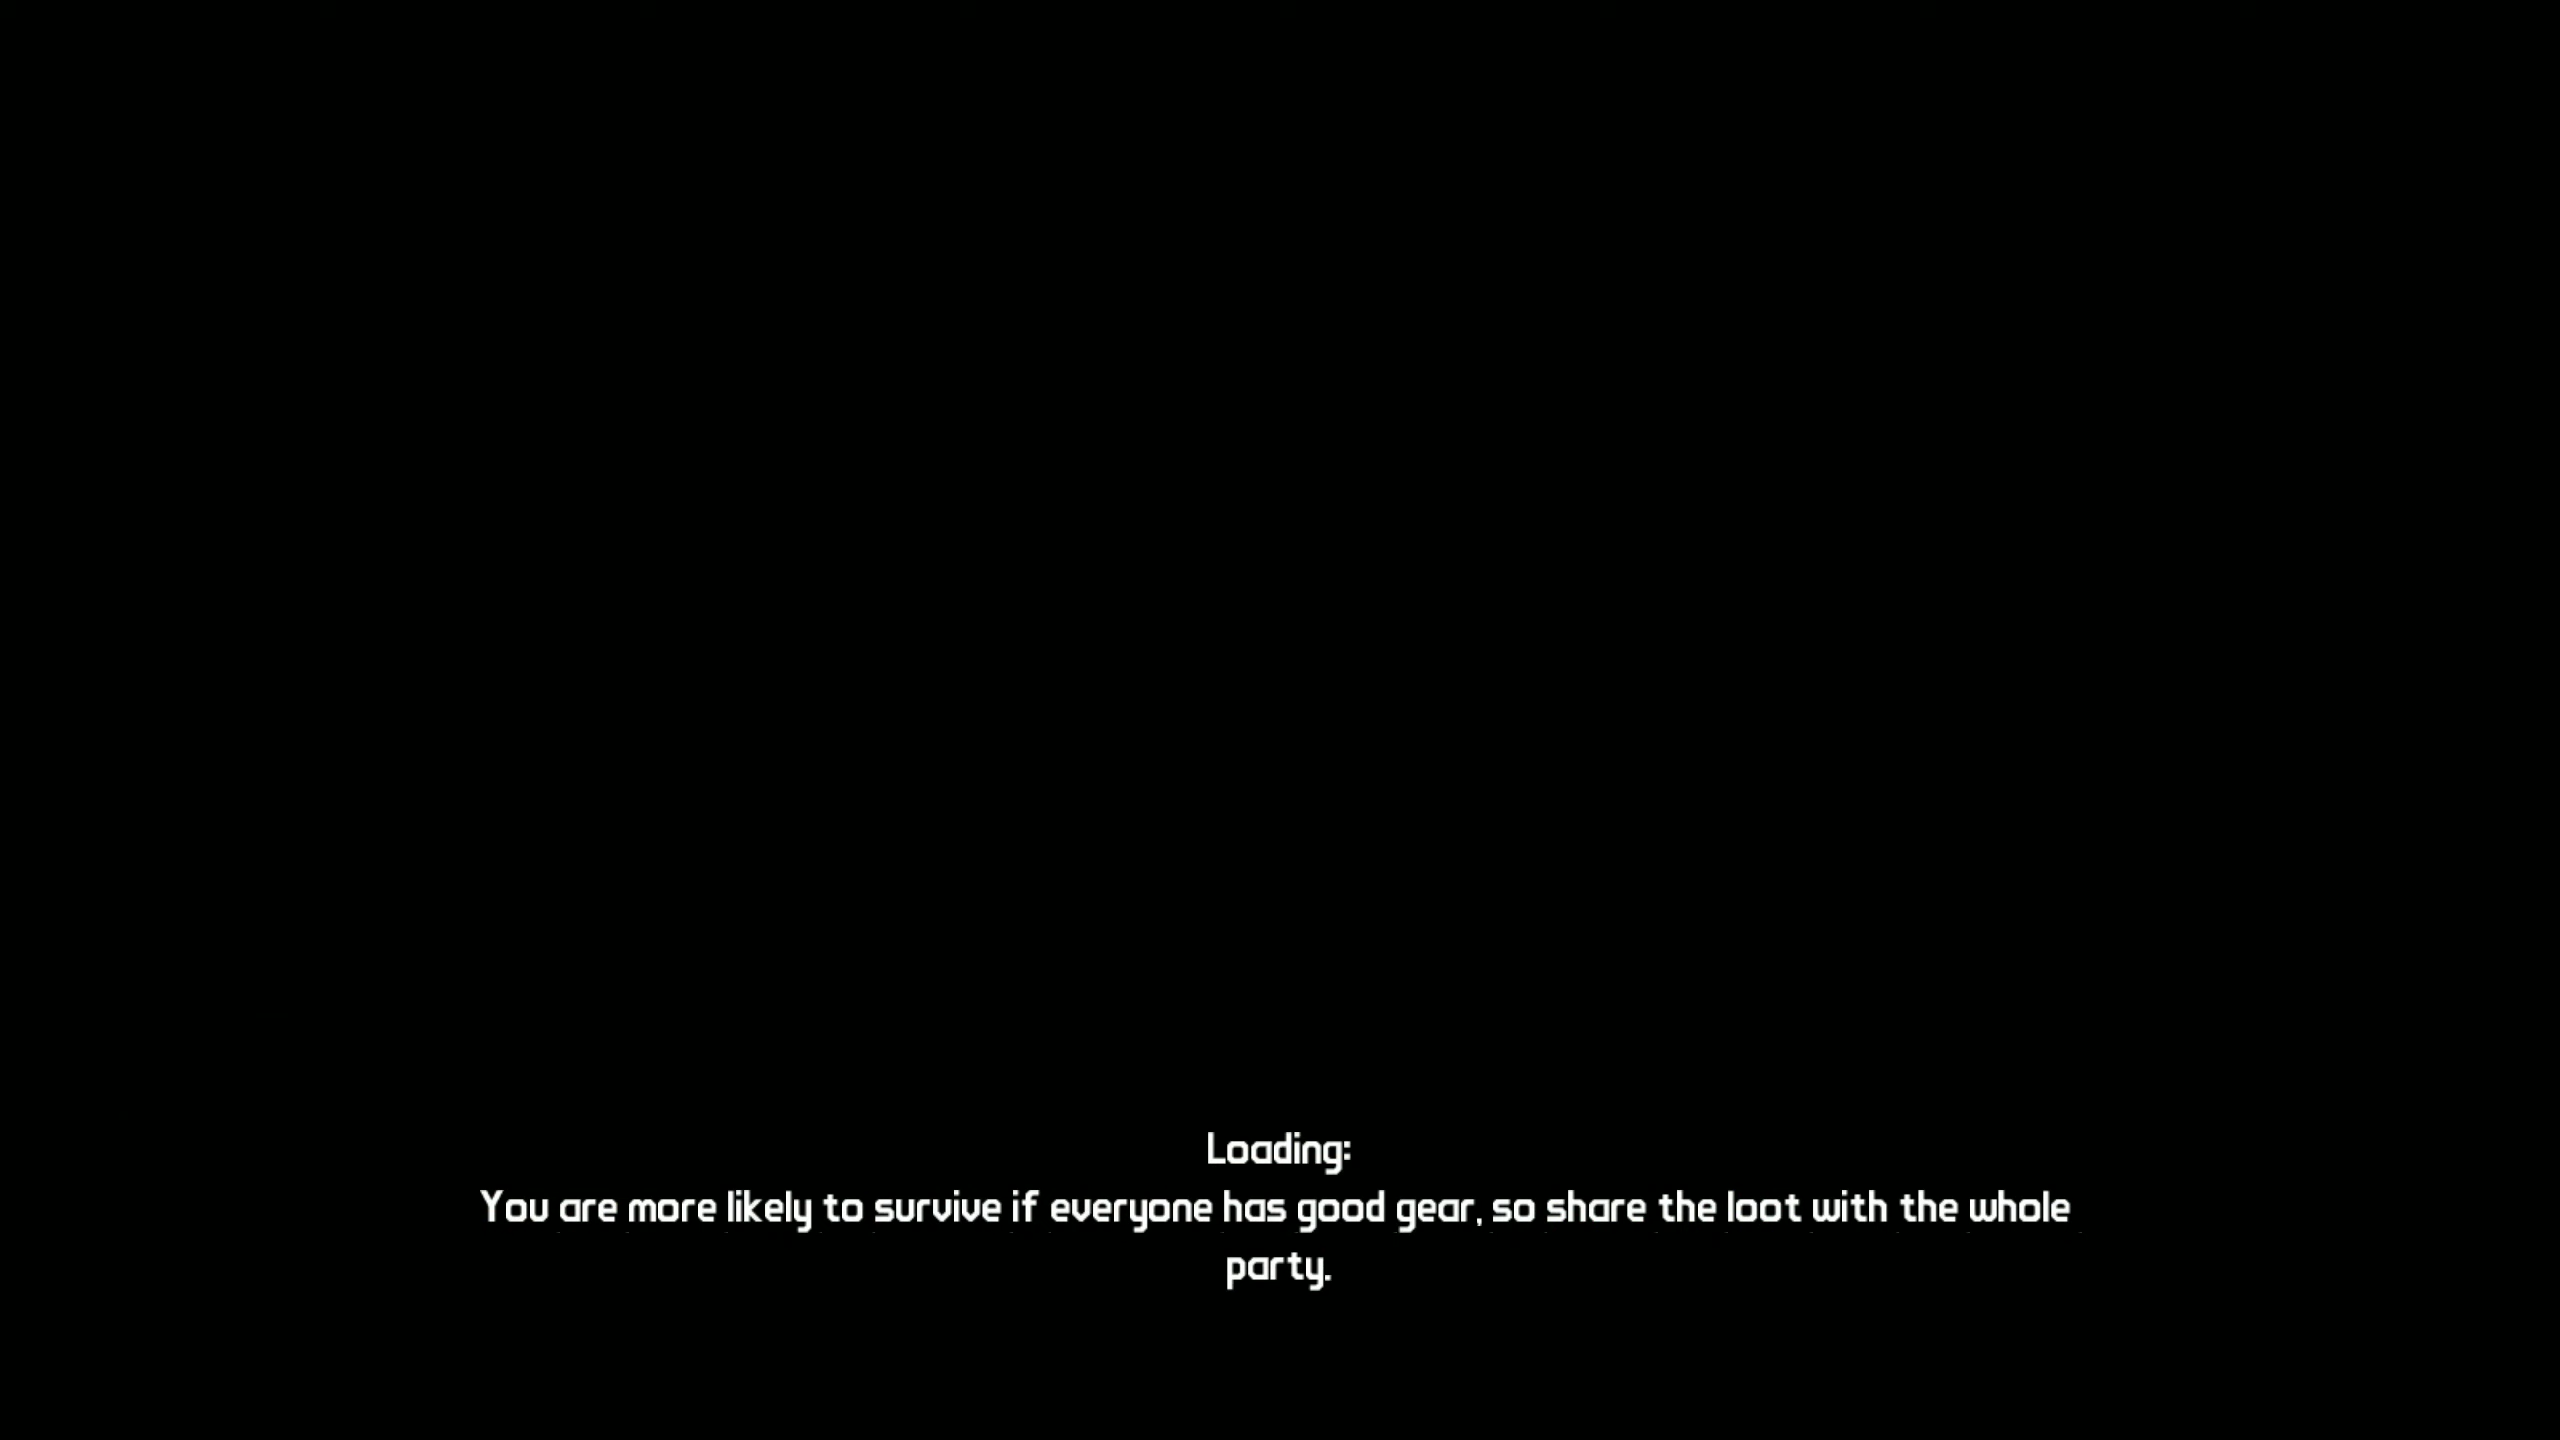 Loading:
You are more likely to survive if everyone has good gear, so share the loot with the whole
party.